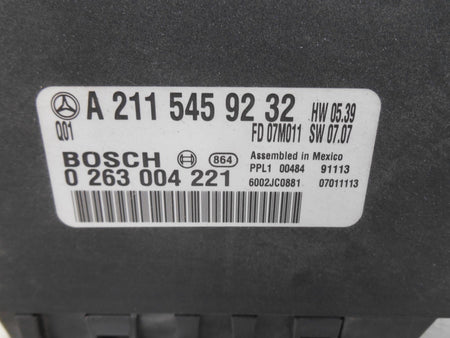 A 211 545 92 32 HW 05.39
Q01 FD 07M011 SW 07.07
BOSCH 864 Assembled in Mexico
0 263 004 221 PPL1 00484 91113
6002JC0881 07011113